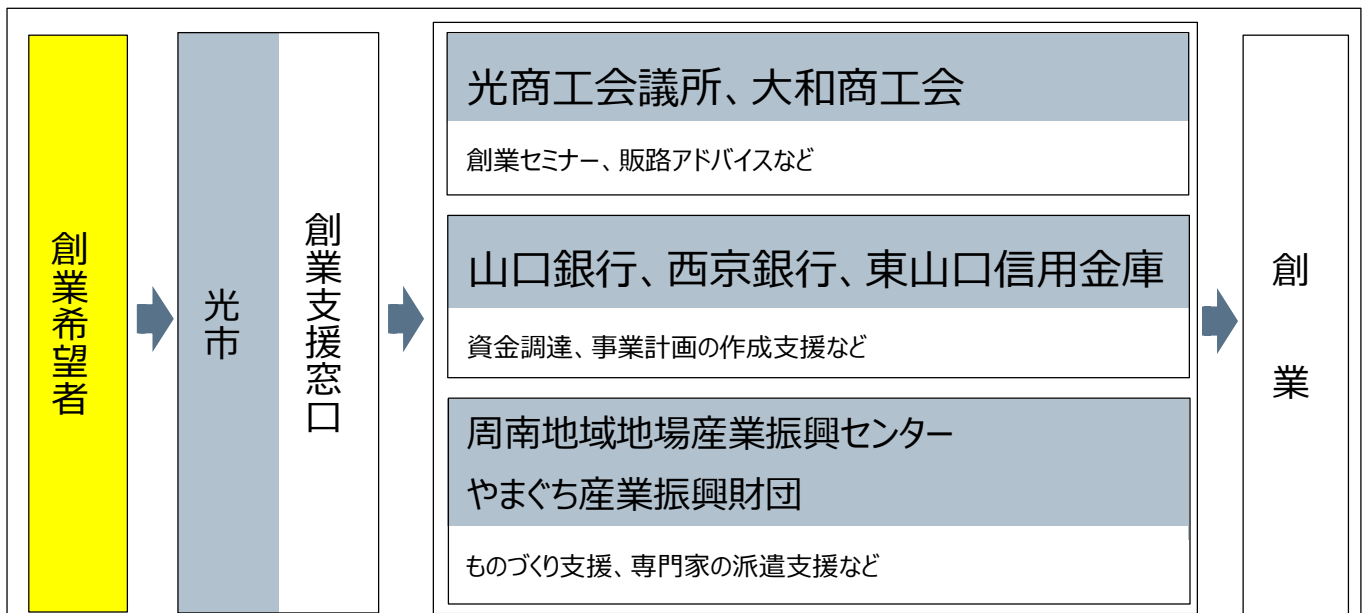 創業希望者
光市
創業支援窓口
光商工会議所、大和商工会
創業セミナー、販路アドバイスなど
山口銀行、西京銀行、東山口信用金庫
資金調達、事業計画の作成支援など
周南地域地場産業振興センター
やまぐち産業振興財団
ものづくり支援、専門家の派遣支援など
創業